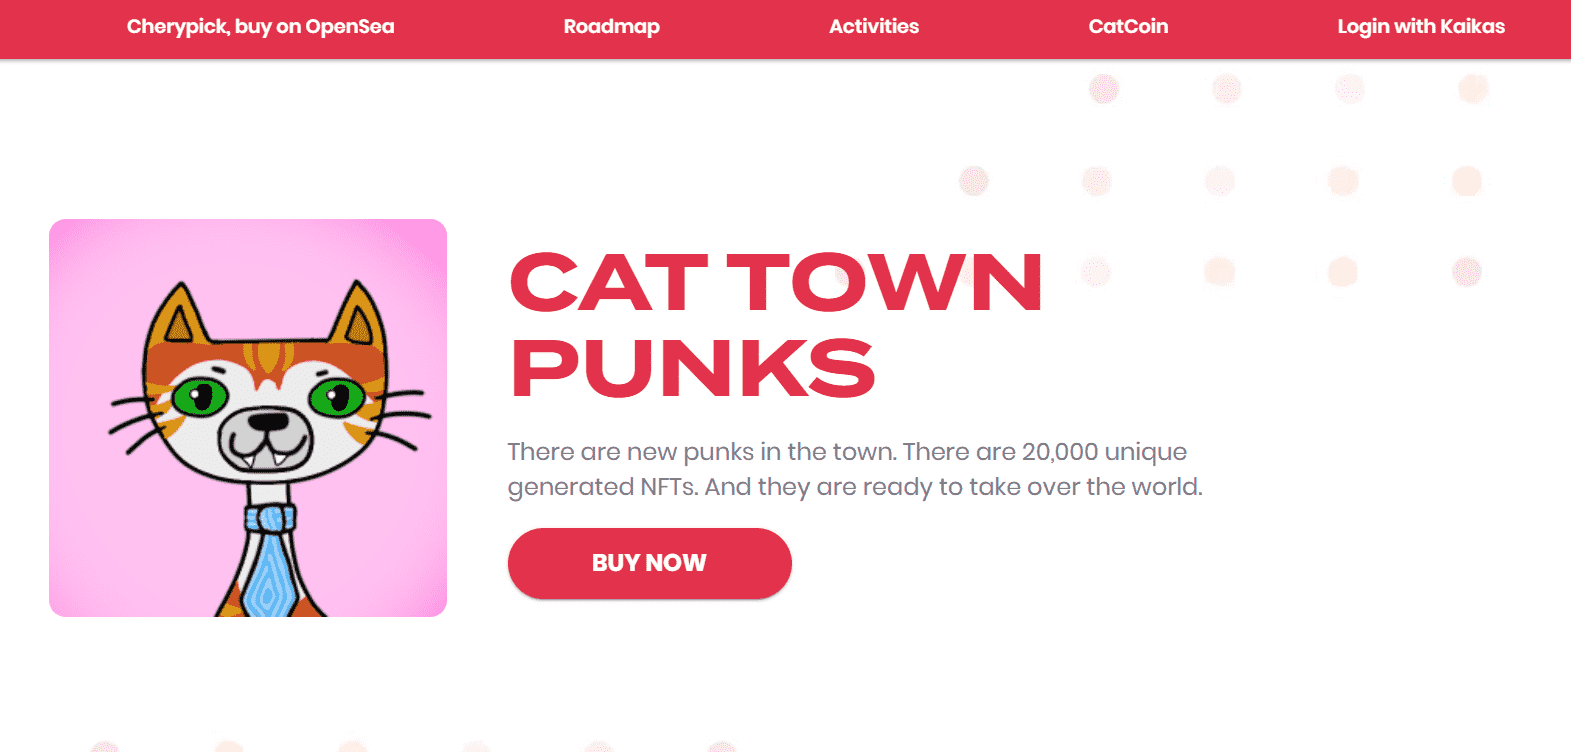 Cherypick, buy on OpenSea
Roadmap
Activities
CatCoin
Login with Kaikas
CAT TOWN
PUNKS
There are new punks in the town. There are 20,000 unique
generated NFTs. And they are ready to take over the world.
BUY NOW